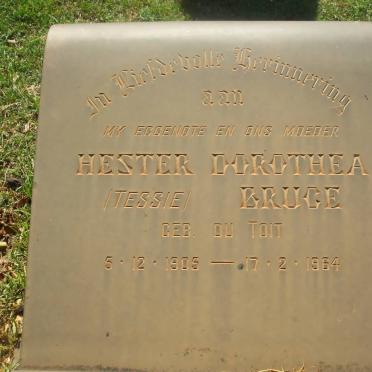 In Liefdevolle Herinnering
aan
MY EGGENOTE EN ONS MOEDER
HESTER DOROTHEA
(TESSIE) BRUCE
GEB. DU TOIT
5·12·1905 — 17·2·1964